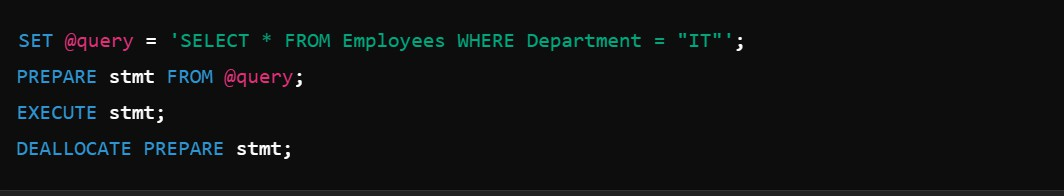 SET @query = 'SELECT * FROM Employees WHERE Department = "IT"';
PREPARE stmt FROM @query;
EXECUTE stmt;
DEALLOCATE PREPARE stmt;